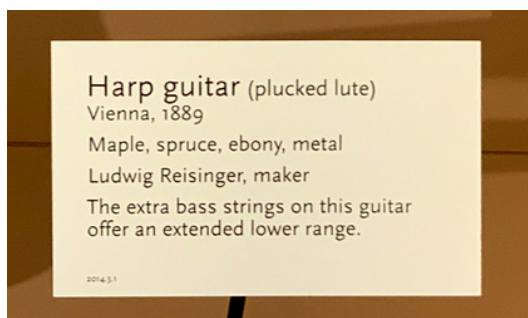 Harp guitar (plucked lute)
Vienna, 1889
Maple, spruce, ebony, metal
Ludwig Reisinger, maker
The extra bass strings on this guitar
offer an extended lower range.
2014.3.1